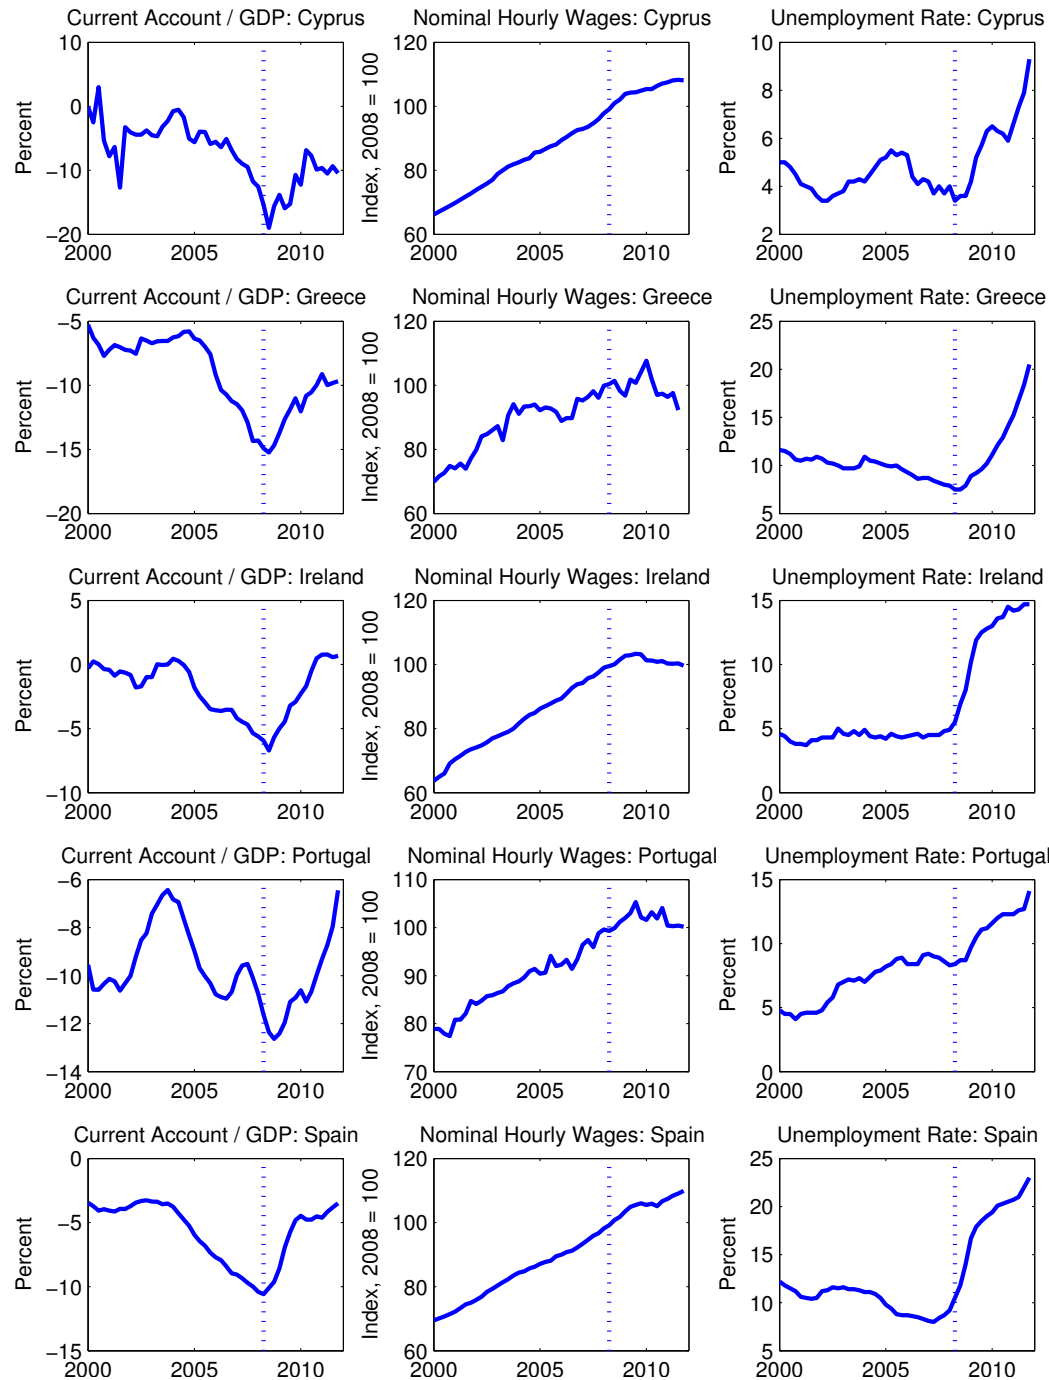 Current Account / GDP: Cyprus
10
0
−10
−20
Percent
2000 2005 2010
Nominal Hourly Wages: Cyprus
120
100
80
60
Index, 2008 = 100
2000 2005 2010
Unemployment Rate: Cyprus
10
8
6
4
2
Percent
2000 2005 2010
Current Account / GDP: Greece
−5
−10
−15
−20
Percent
2000 2005 2010
Nominal Hourly Wages: Greece
120
100
80
60
Index, 2008 = 100
2000 2005 2010
Unemployment Rate: Greece
25
20
15
10
5
Percent
2000 2005 2010
Current Account / GDP: Ireland
5
0
−5
−10
Percent
2000 2005 2010
Nominal Hourly Wages: Ireland
120
100
80
60
Index, 2008 = 100
2000 2005 2010
Unemployment Rate: Ireland
15
10
5
0
Percent
2000 2005 2010
Current Account / GDP: Portugal
−6
−8
−10
−12
−14
Percent
2000 2005 2010
Nominal Hourly Wages: Portugal
110
100
90
80
70
Index, 2008 = 100
2000 2005 2010
Unemployment Rate: Portugal
15
10
5
0
Percent
2000 2005 2010
Current Account / GDP: Spain
0
−5
−10
−15
Percent
2000 2005 2010
Nominal Hourly Wages: Spain
120
100
80
60
Index, 2008 = 100
2000 2005 2010
Unemployment Rate: Spain
25
20
15
10
5
Percent
2000 2005 2010